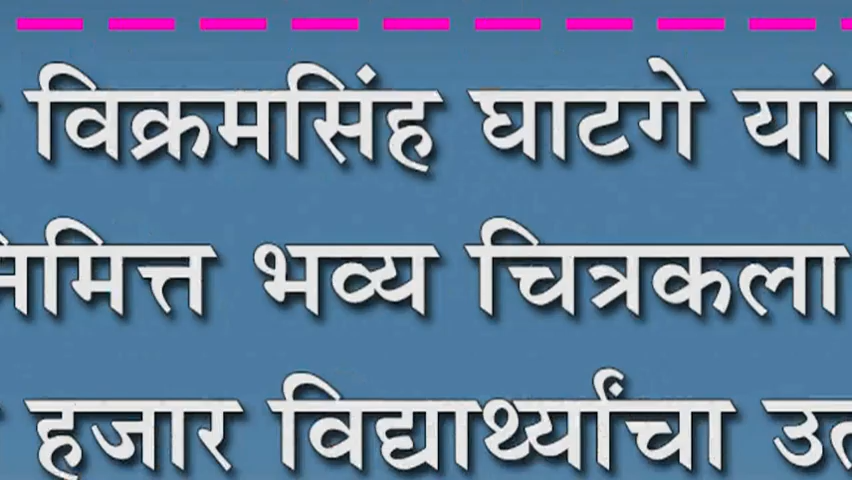 विक्रमसिंह घाटगे
भव्य चित्रकला
हजार विद्यार्थ्यांचा